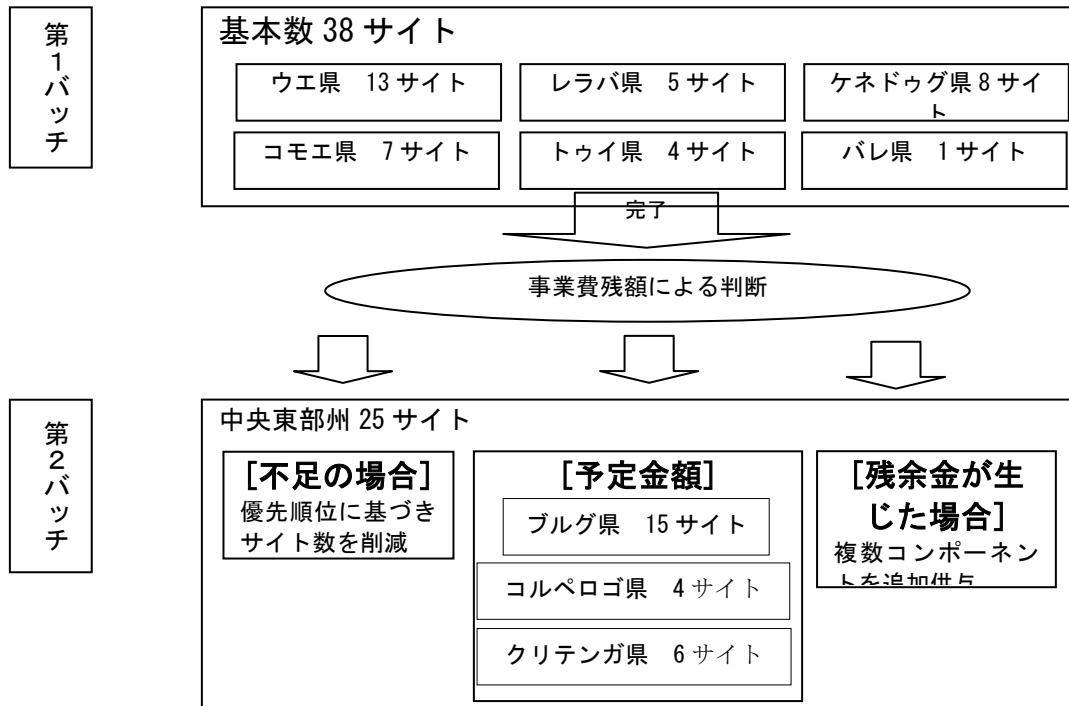 第1バッチ
基本数 38 サイト
ウエ県 13 サイト
レラバ県 5 サイト
ケネドゥグ県 8 サイ
ト
コモエ県 7 サイト
トゥイ県 4 サイト
バレ県 1 サイト
完了
事業費残額による判断
第2バッチ
中央東部州 25 サイト
[不足の場合]
優先順位に基づき
サイト数を削減
[予定金額]
ブルグ県 15 サイト
コルペロゴ県 4 サイト
クリテンガ県 6 サイト
[残余金が生
じた場合]
複数コンポーネン
トを追加供与